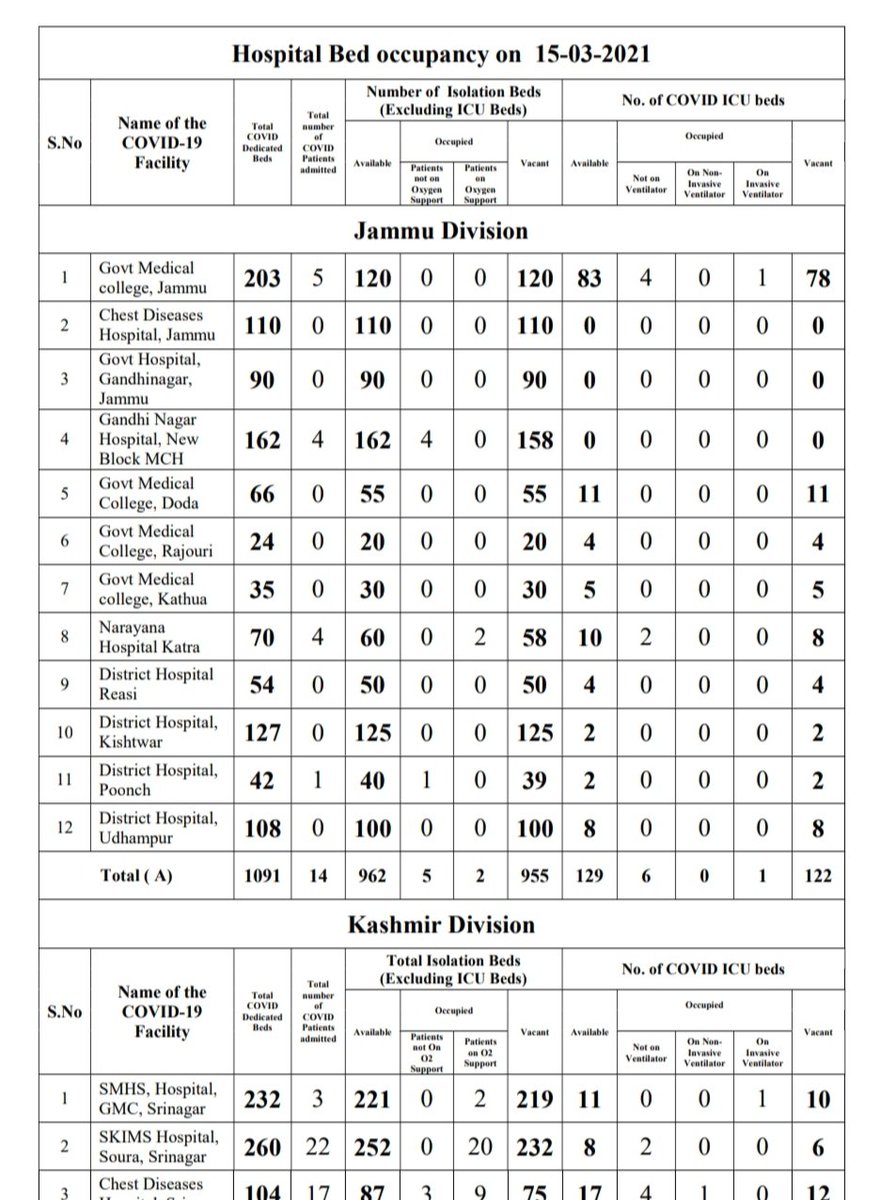 Hospital Bed occupancy on 15-03-2021
S.No
Name of the
COVID-19
Facility
Total
COVID
Dedicated
Beds
Total
number
of
COVID
Patients
admitted
Number of Isolation Beds
(Excluding ICU Beds)
No. of COVID ICU beds
Available
Occupied
Vacant
Available
Occupied
Vacant
Patients
not on
Oxygen
Support
Patients
on
Oxygen
Support
Not on
Ventilator
On Non-
Invasive
Ventilator
On
Invasive
Ventilator
Jammu Division
1 Govt Medical
college, Jammu 203 5 120 0 0 120 83 4 0 1 78
2 Chest Diseases
Hospital, Jammu 110 0 110 0 0 110 0 0 0 0 0
3 Govt Hospital,
Gandhinagar,
Jammu 90 0 90 0 0 90 0 0 0 0 0
4 Gandhi Nagar
Hospital, New
Block MCH 162 4 162 4 0 158 0 0 0 0 0
5 Govt Medical
College, Doda 66 0 55 0 0 55 11 0 0 0 11
6 Govt Medical
College, Rajouri 24 0 20 0 0 20 4 0 0 0 4
7 Govt Medical
college, Kathua 35 0 30 0 0 30 5 0 0 0 5
8 Narayana
Hospital Katra 70 4 60 0 2 58 10 2 0 0 8
9 District Hospital
Reasi 54 0 50 0 0 50 4 0 0 0 4
10 District Hospital,
Kishtwar 127 0 125 0 0 125 2 0 0 0 2
11 District Hospital,
Poonch 42 1 40 1 0 39 2 0 0 0 2
12 District Hospital,
Udhampur 108 0 100 0 0 100 8 0 0 0 8
Total ( A) 1091 14 962 5 2 955 129 6 0 1 122
Kashmir Division
S.No
Name of the
COVID-19
Facility
Total
COVID
Dedicated
Beds
Total
number
of
COVID
Patients
admitted
Total Isolation Beds
(Excluding ICU Beds)
No. of COVID ICU beds
Available
Occupied
Vacant
Available
Occupied
Vacant
Patients
not On
O2
Support
Patients
on O2
Support
Not on
Ventilator
On Non-
Invasive
Ventilator
On
Invasive
Ventilator
1 SMHS, Hospital,
GMC, Srinagar 232 3 221 0 2 219 11 0 0 1 10
2 SKIMS Hospital,
Soura, Srinagar 260 22 252 0 20 232 8 2 0 0 6
3 Chest Diseases
104 17 87 3 9 75 17 4 1 0 12